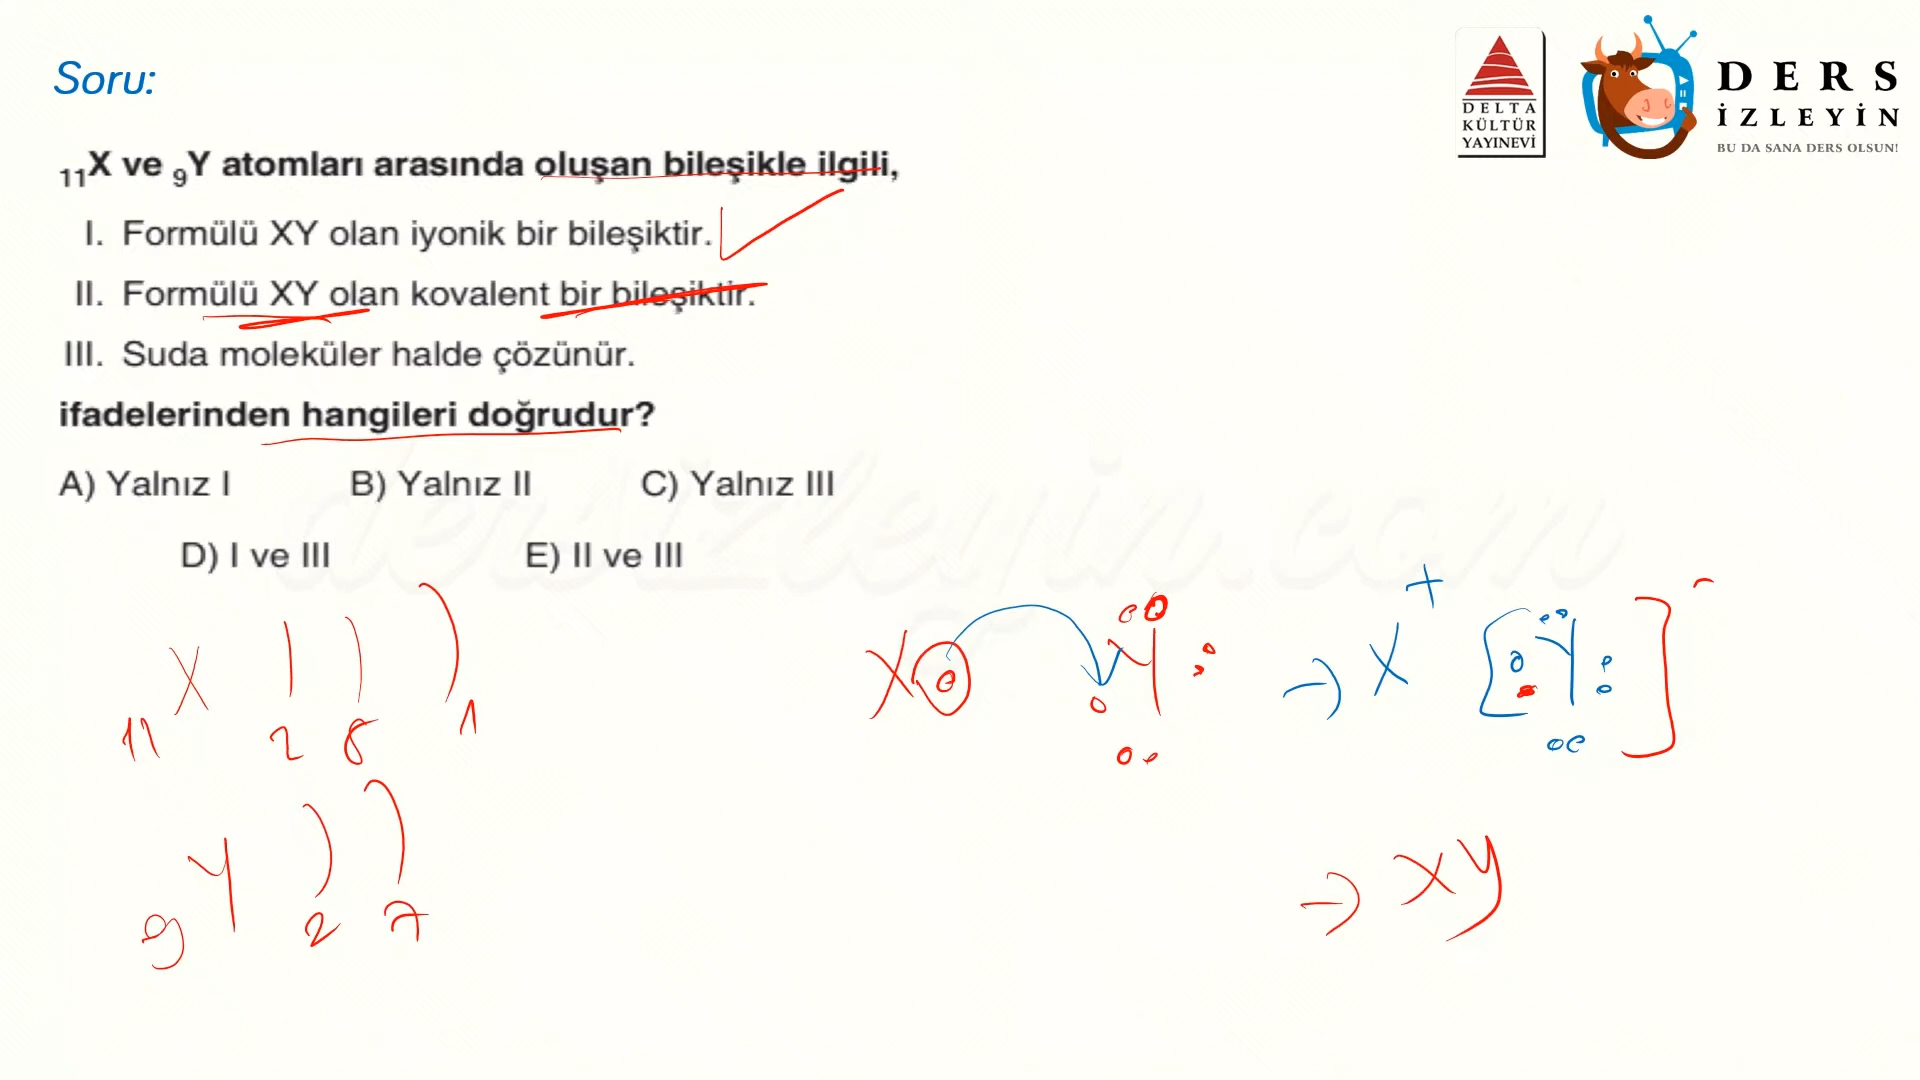 Soru:
DELTA
KÜLTÜR
YAYINEVİ
DERS
İZLEYİN
BU DA SANA DERS OLSUN!
₁₁X ve ₉Y atomları arasında oluşan bileşikle ilgili,
I. Formülü XY olan iyonik bir bileşiktir.
II. Formülü XY olan kovalent bir bileşiktir.
III. Suda moleküler halde çözünür.
ifadelerinden hangileri doğrudur?
A) Yalnız I B) Yalnız II C) Yalnız III
D) I ve III E) II ve III
dersizleyin.com
₁₁X ) ) )
2 8 1
₉Y ) )
2 7
X Y → X⁺ [Y]⁻
→ XY